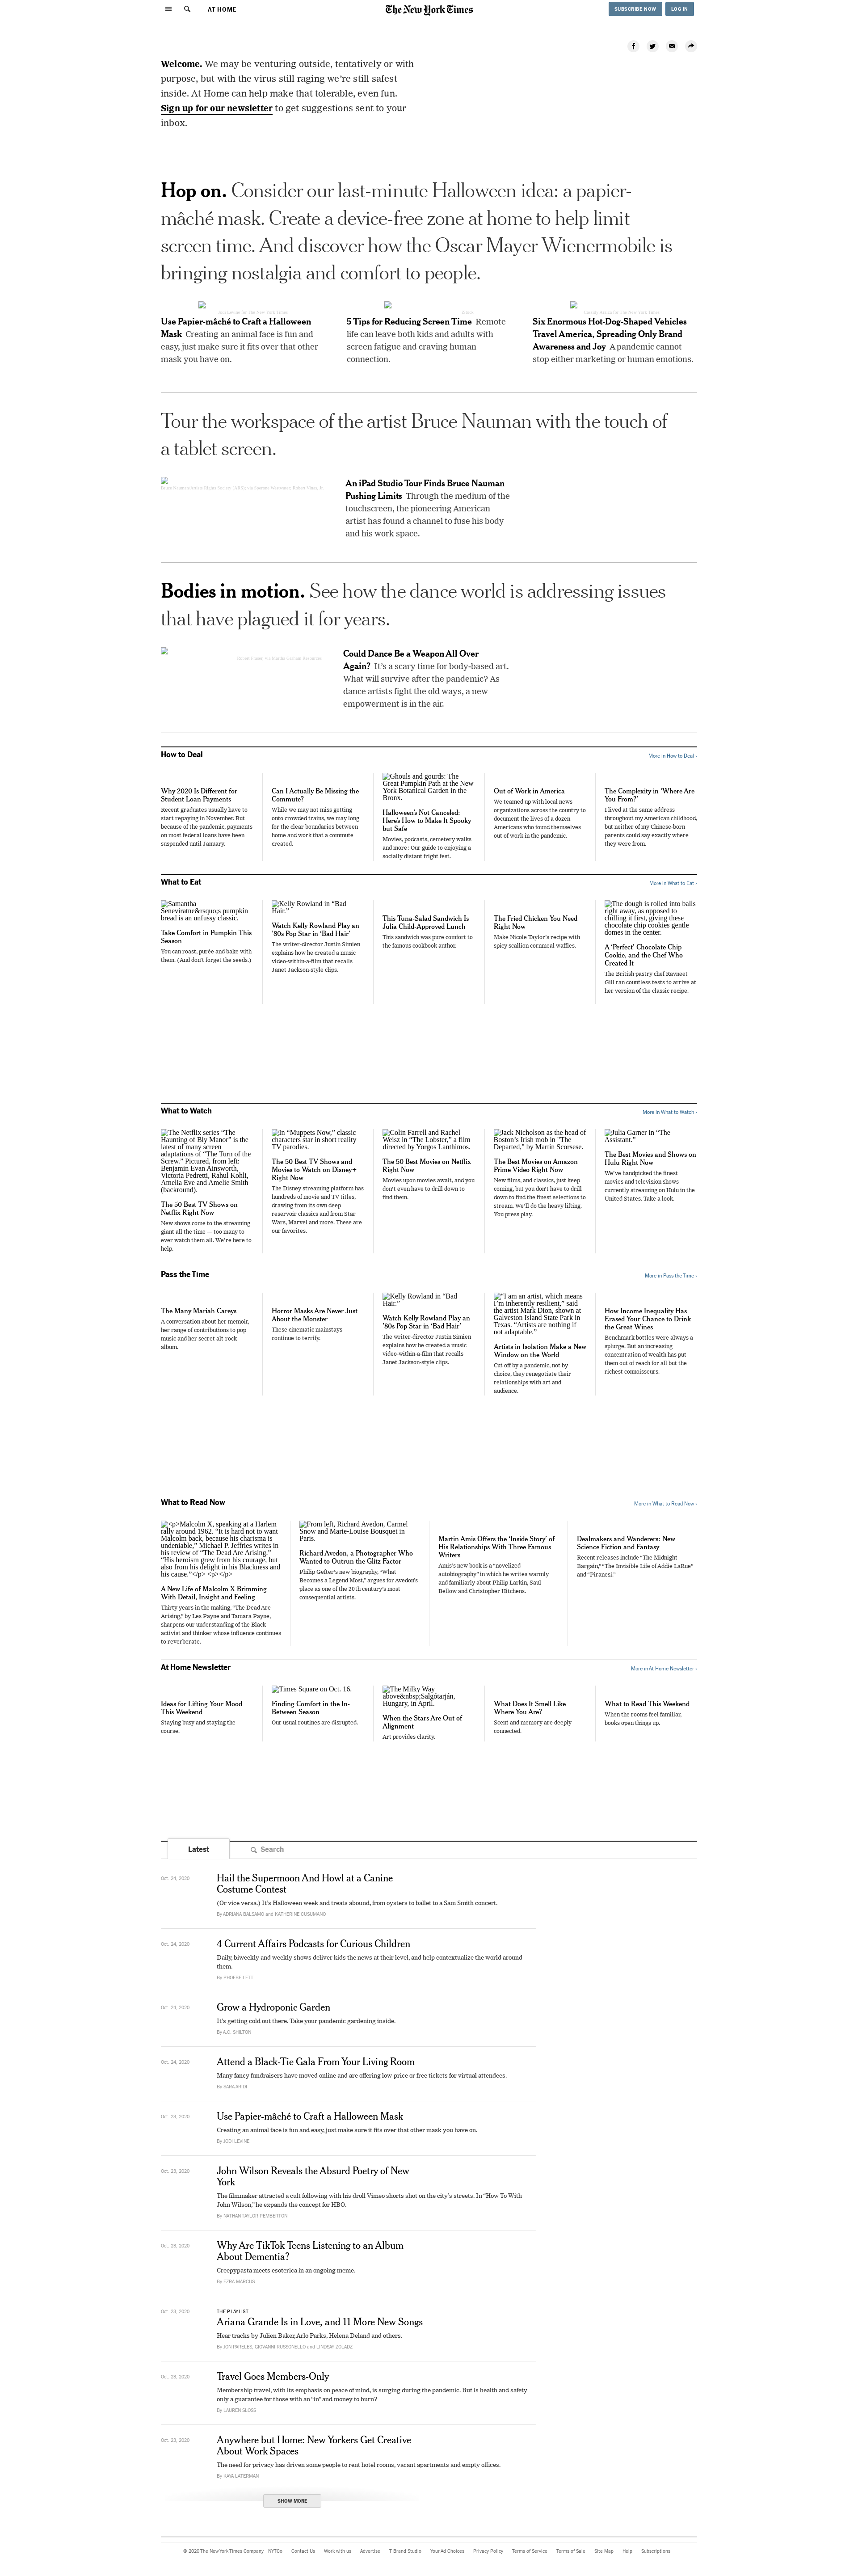 AT HOME
The New York Times
SUBSCRIBE NOW
LOG IN
Welcome. We may be venturing outside, tentatively or with
purpose, but with the virus still raging we're still safest
inside. At Home can help make that tolerable, even fun.
Sign up for our newsletter to get suggestions sent to your
inbox.
Hop on. Consider our last-minute Halloween idea: a papier-
mâché mask. Create a device-free zone at home to help limit
screen time. And discover how the Oscar Mayer Wienermobile is
bringing nostalgia and comfort to people.
Use Papier-mâché to Craft a Halloween
Mask Creating an animal face is fun and
easy, just make sure it fits over that other
mask you have on.
5 Tips for Reducing Screen Time Remote
life can leave both kids and adults with
screen fatigue and craving human
connection.
Six Enormous Hot-Dog-Shaped Vehicles
Travel America, Spreading Only Brand
Awareness and Joy A pandemic cannot
stop either marketing or human emotions.
Tour the workspace of the artist Bruce Nauman with the touch of
a tablet screen.
An iPad Studio Tour Finds Bruce Nauman
Pushing Limits Through the medium of the
touchscreen, the pioneering American
artist has found a channel to fuse his body
and his work space.
Bodies in motion. See how the dance world is addressing issues
that have plagued it for years.
Could Dance Be a Weapon All Over
Again? It's a scary time for body-based art.
What will survive after the pandemic? As
dance artists fight the old ways, a new
empowerment is in the air.
How to Deal
More in How to Deal ›
Why 2020 Is Different for
Student Loan Payments
Recent graduates usually have to
start repaying in November. But
because of the pandemic, payments
on most federal loans have been
suspended until January.
Can I Actually Be Missing the
Commute?
While we may not miss getting
onto crowded trains, we may long
for the clear boundaries between
home and work that a commute
created.
Ghouls and gourds: The
Great Pumpkin Path at the New
York Botanical Garden in the
Bronx.
Halloween's Not Canceled:
Here's How to Make It Spooky
but Safe
Movies, podcasts, cemetery walks
and more: Our guide to enjoying a
socially distant fright fest.
Out of Work in America
We teamed up with local news
organizations across the country to
document the lives of a dozen
Americans who found themselves
out of work in the pandemic.
The Complexity in 'Where Are
You From?'
I lived at the same address
throughout my American childhood,
but neither of my Chinese-born
parents could say exactly where
they were from.
What to Eat
More in What to Eat ›
Samantha
Seneviratne&rsquo;s pumpkin
bread is an unfussy classic.
Take Comfort in Pumpkin This
Season
You can roast, purée and bake with
them. (And don't forget the seeds.)
Kelly Rowland in "Bad
Hair."
Watch Kelly Rowland Play an
'80s Pop Star in 'Bad Hair'
The writer-director Justin Simien
explains how he created a music
video-within-a-film that recalls
Janet Jackson-style clips.
This Tuna-Salad Sandwich Is
Julia Child-Approved Lunch
This sandwich was pure comfort to
the famous cookbook author.
The Fried Chicken You Need
Right Now
Make Nicole Taylor's recipe with
spicy scallion cornmeal waffles.
The dough is rolled into balls
right away, as opposed to
chilling it first, giving these
chocolate chip cookies gentle
domes in the center.
A 'Perfect' Chocolate Chip
Cookie, and the Chef Who
Created It
The British pastry chef Ravneet
Gill ran countless tests to arrive at
her version of the classic recipe.
What to Watch
More in What to Watch ›
The Netflix series "The
Haunting of Bly Manor" is the
latest of many screen
adaptations of "The Turn of the
Screw." Pictured, from left:
Benjamin Evan Ainsworth,
Victoria Pedretti, Rahul Kohli,
Amelia Eve and Amelie Smith
(backround).
The 50 Best TV Shows on
Netflix Right Now
New shows come to the streaming
giant all the time — too many to
ever watch them all. We're here to
help.
In "Muppets Now," classic
characters star in short reality
TV parodies.
The 50 Best TV Shows and
Movies to Watch on Disney+
Right Now
The Disney streaming platform has
hundreds of movie and TV titles,
drawing from its own deep
reservoir classics and from Star
Wars, Marvel and more. These are
our favorites.
Colin Farrell and Rachel
Weisz in "The Lobster," a film
directed by Yorgos Lanthimos.
The 50 Best Movies on Netflix
Right Now
Movies upon movies await, and you
don't even have to drill down to
find them.
Jack Nicholson as the head of
Boston's Irish mob in "The
Departed," by Martin Scorsese.
The Best Movies on Amazon
Prime Video Right Now
New films, and classics, just keep
coming, but you don't have to drill
down to find the finest selections to
stream. We'll do the heavy lifting.
You press play.
Julia Garner in "The
Assistant."
The Best Movies and Shows on
Hulu Right Now
We've handpicked the finest
movies and television shows
currently streaming on Hulu in the
United States. Take a look.
Pass the Time
More in Pass the Time ›
The Many Mariah Careys
A conversation about her memoir,
her range of contributions to pop
music and her secret alt-rock
album.
Horror Masks Are Never Just
About the Monster
These cinematic mainstays
continue to terrify.
Kelly Rowland in "Bad
Hair."
Watch Kelly Rowland Play an
'80s Pop Star in 'Bad Hair'
The writer-director Justin Simien
explains how he created a music
video-within-a-film that recalls
Janet Jackson-style clips.
"I am an artist, which means
I'm inherently resilient," said
the artist Mark Dion, shown at
Galveston Island State Park in
Texas. "Artists are nothing if
not adaptable."
Artists in Isolation Make a New
Window on the World
Cut off by a pandemic, not by
choice, they renegotiate their
relationships with art and
audience.
How Income Inequality Has
Erased Your Chance to Drink
the Great Wines
Benchmark bottles were always a
splurge. But an increasing
concentration of wealth has put
them out of reach for all but the
richest connoisseurs.
What to Read Now
More in What to Read Now ›
<p>Malcolm X, speaking at a Harlem
rally around 1962. "It is hard not to want
Malcolm back, because his charisma is
undeniable," Michael P. Jeffries writes in
his review of "The Dead Are Arising."
"His heroism grew from his courage, but
also from his delight in his Blackness and
his cause."</p> <p></p>
A New Life of Malcolm X Brimming
With Detail, Insight and Feeling
Thirty years in the making, "The Dead Are
Arising," by Les Payne and Tamara Payne,
sharpens our understanding of the Black
activist and thinker whose influence continues
to reverberate.
From left, Richard Avedon, Carmel
Snow and Marie-Louise Bousquet in
Paris.
Richard Avedon, a Photographer Who
Wanted to Outrun the Glitz Factor
Philip Gefter's new biography, "What
Becomes a Legend Most," argues for Avedon's
place as one of the 20th century's most
consequential artists.
Martin Amis Offers the 'Inside Story' of
His Relationships With Three Famous
Writers
Amis's new book is a "novelized
autobiography" in which he writes warmly
and familiarly about Philip Larkin, Saul
Bellow and Christopher Hitchens.
Dealmakers and Wanderers: New
Science Fiction and Fantasy
Recent releases include "The Midnight
Bargain," "The Invisible Life of Addie LaRue"
and "Piranesi."
At Home Newsletter
More in At Home Newsletter ›
Ideas for Lifting Your Mood
This Weekend
Staying busy and staying the
course.
Times Square on Oct. 16.
Finding Comfort in the In-
Between Season
Our usual routines are disrupted.
The Milky Way
above&nbsp;Salgótarján,
Hungary, in April.
When the Stars Are Out of
Alignment
Art provides clarity.
What Does It Smell Like
Where You Are?
Scent and memory are deeply
connected.
What to Read This Weekend
When the rooms feel familiar,
books open things up.
Latest
Search
Oct. 24, 2020
Hail the Supermoon And Howl at a Canine
Costume Contest
(Or vice versa.) It's Halloween week and treats abound, from oysters to ballet to a Sam Smith concert.
By ADRIANA BALSAMO and KATHERINE CUSUMANO
Oct. 24, 2020
4 Current Affairs Podcasts for Curious Children
Daily, biweekly and weekly shows deliver kids the news at their level, and help contextualize the world around
them.
By PHOEBE LETT
Oct. 24, 2020
Grow a Hydroponic Garden
It's getting cold out there. Take your pandemic gardening inside.
By A.C. SHILTON
Oct. 24, 2020
Attend a Black-Tie Gala From Your Living Room
Many fancy fundraisers have moved online and are offering low-price or free tickets for virtual attendees.
By SARA ARIDI
Oct. 23, 2020
Use Papier-mâché to Craft a Halloween Mask
Creating an animal face is fun and easy, just make sure it fits over that other mask you have on.
By JODI LEVINE
Oct. 23, 2020
John Wilson Reveals the Absurd Poetry of New
York
The filmmaker attracted a cult following with his droll Vimeo shorts shot on the city's streets. In "How To With
John Wilson," he expands the concept for HBO.
By NATHAN TAYLOR PEMBERTON
Oct. 23, 2020
Why Are TikTok Teens Listening to an Album
About Dementia?
Creepypasta meets esoterica in an ongoing meme.
By EZRA MARCUS
Oct. 23, 2020
THE PLAYLIST
Ariana Grande Is in Love, and 11 More New Songs
Hear tracks by Julien Baker, Arlo Parks, Helena Deland and others.
By JON PARELES, GIOVANNI RUSSONELLO and LINDSAY ZOLADZ
Oct. 23, 2020
Travel Goes Members-Only
Membership travel, with its emphasis on peace of mind, is surging during the pandemic. But is health and safety
only a guarantee for those with an "in" and money to burn?
By LAUREN SLOSS
Oct. 23, 2020
Anywhere but Home: New Yorkers Get Creative
About Work Spaces
The need for privacy has driven some people to rent hotel rooms, vacant apartments and empty offices.
By KAYA LATERMAN
SHOW MORE
© 2020 The New York Times Company NYTCo Contact Us Work with us Advertise T Brand Studio Your Ad Choices Privacy Policy Terms of Service Terms of Sale Site Map Help Subscriptions